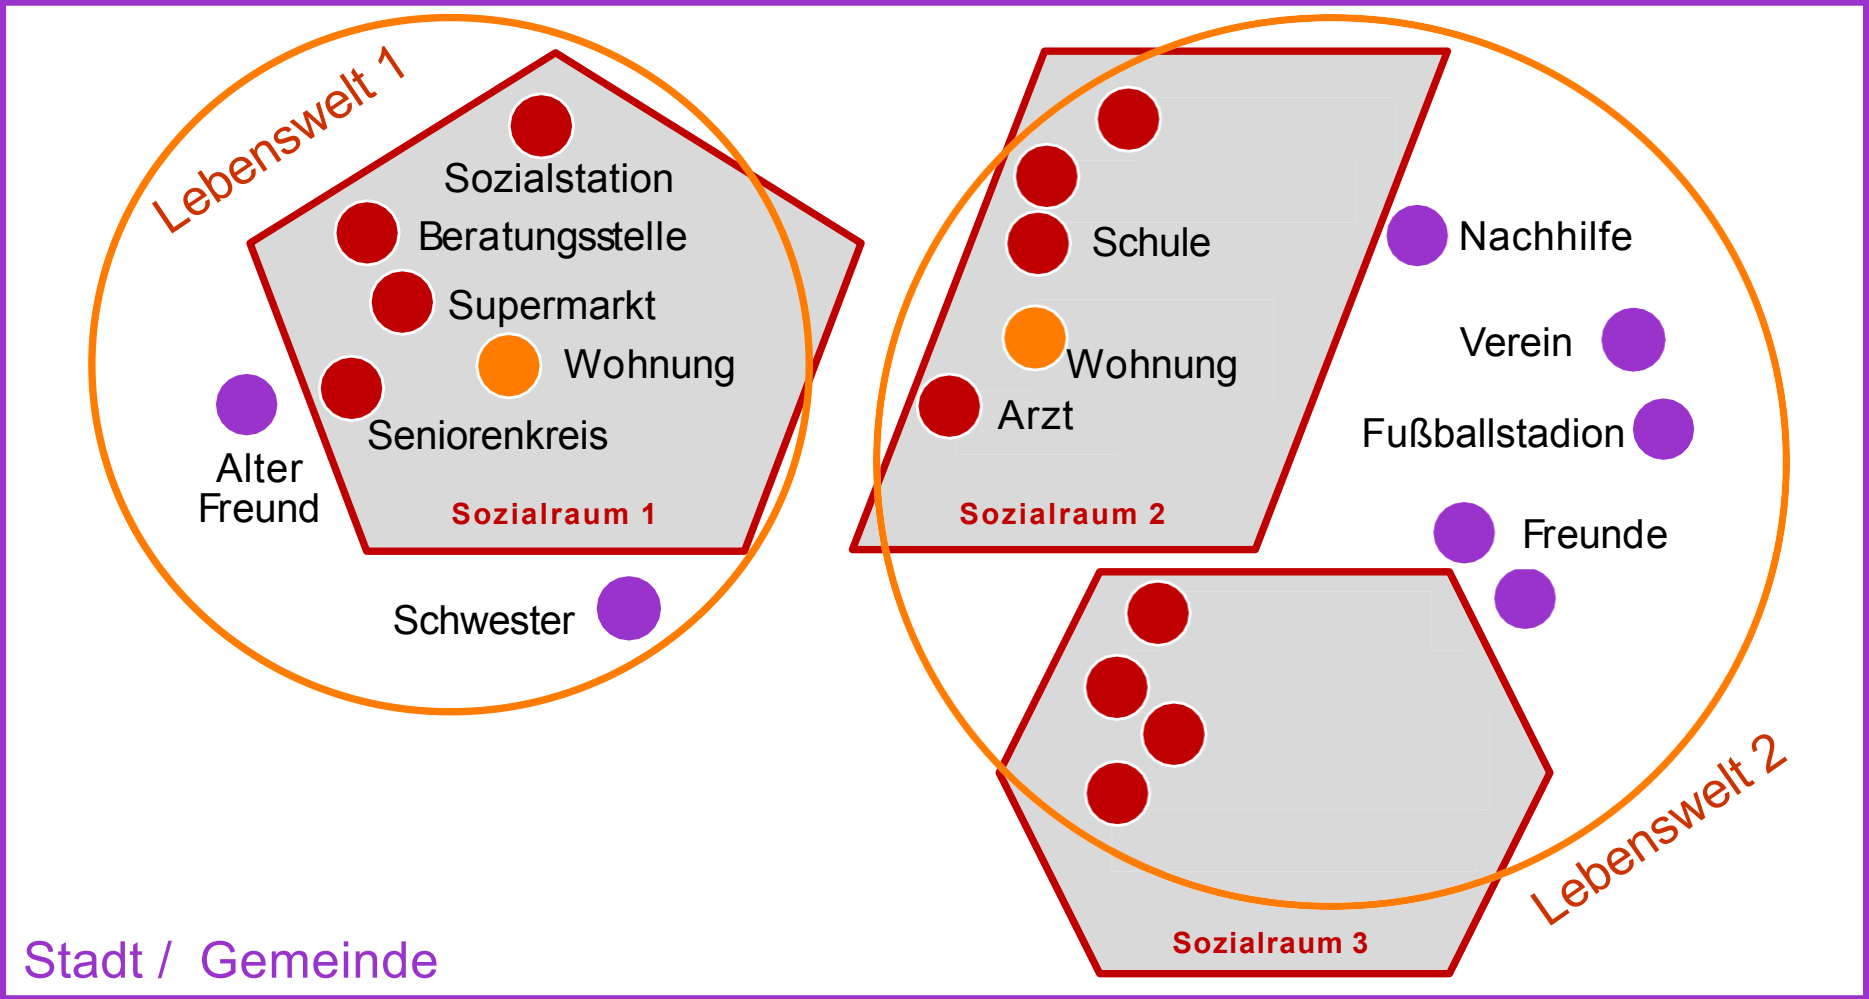 Lebenswelt 1
Sozialstation
Beratungsstelle
Supermarkt
Wohnung
Seniorenkreis
Alter
Freund
Sozialraum 1
Schwester
Schule
Wohnung
Arzt
Sozialraum 2
Nachhilfe
Verein
Fußballstadion
Freunde
Lebenswelt 2
Sozialraum 3
Stadt / Gemeinde